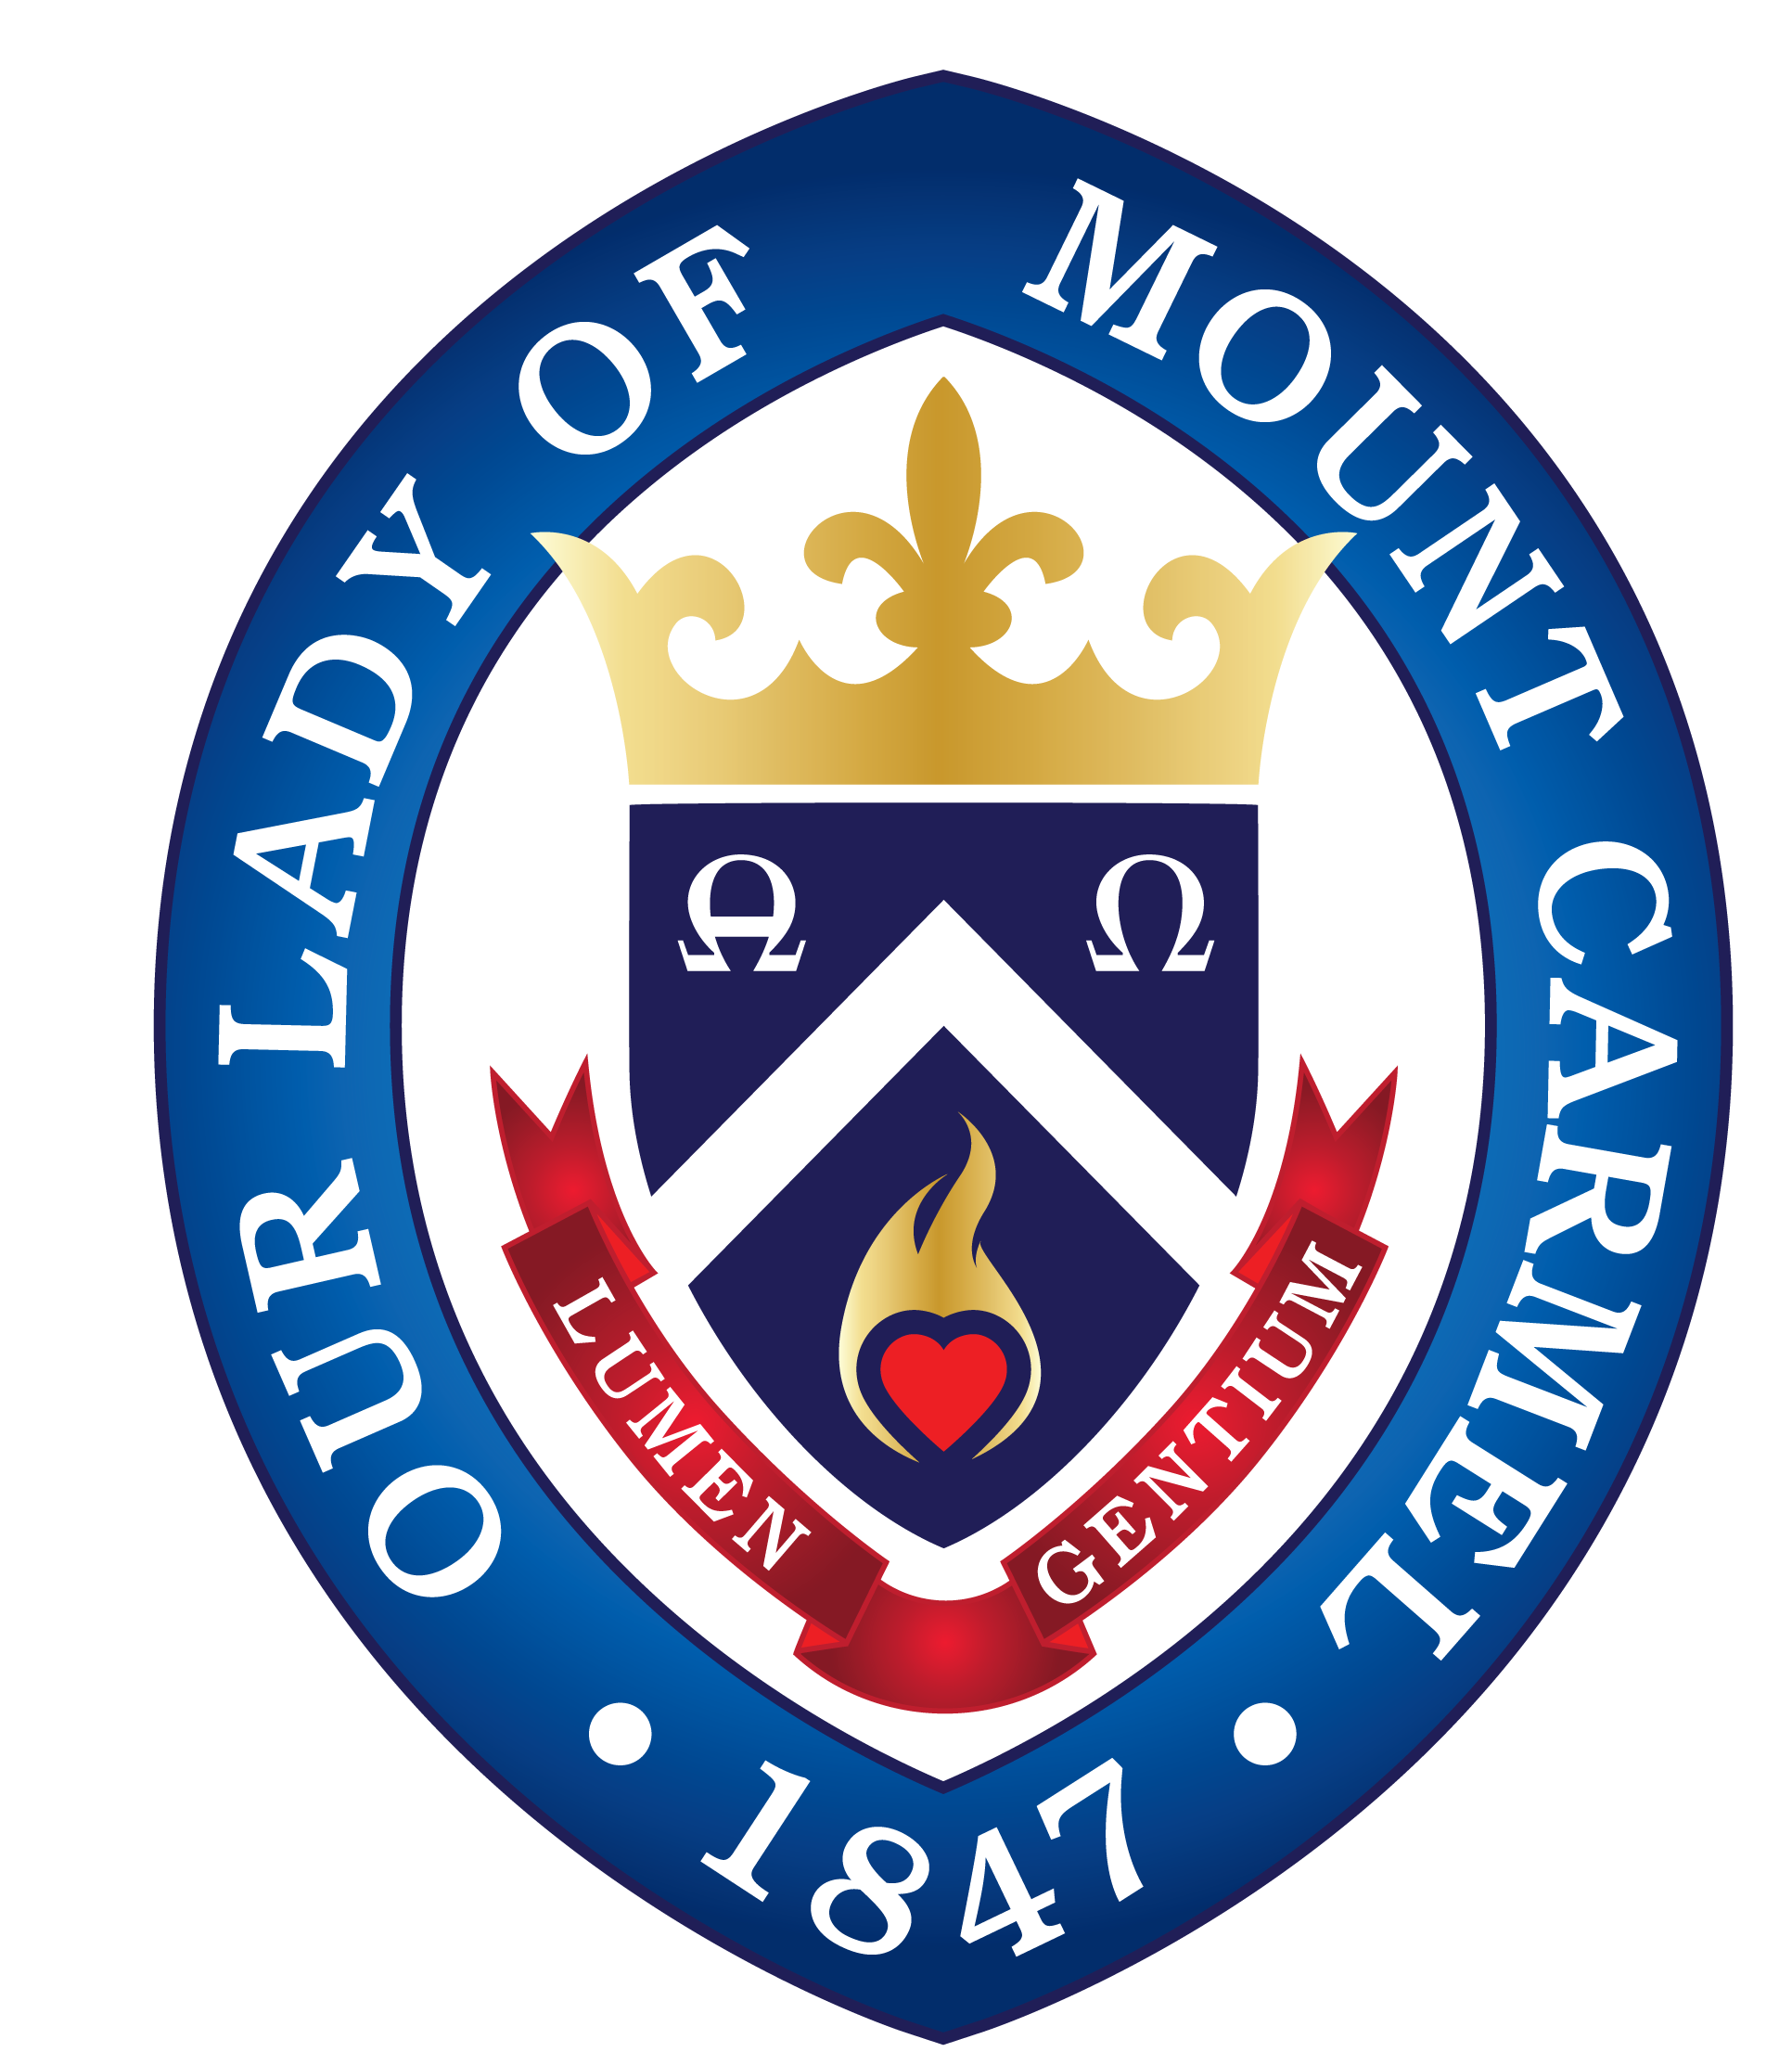 OUR LADY OF MOUNT CARMEL
Ω Ω
LUMEN GENTIUM
• 1847 •